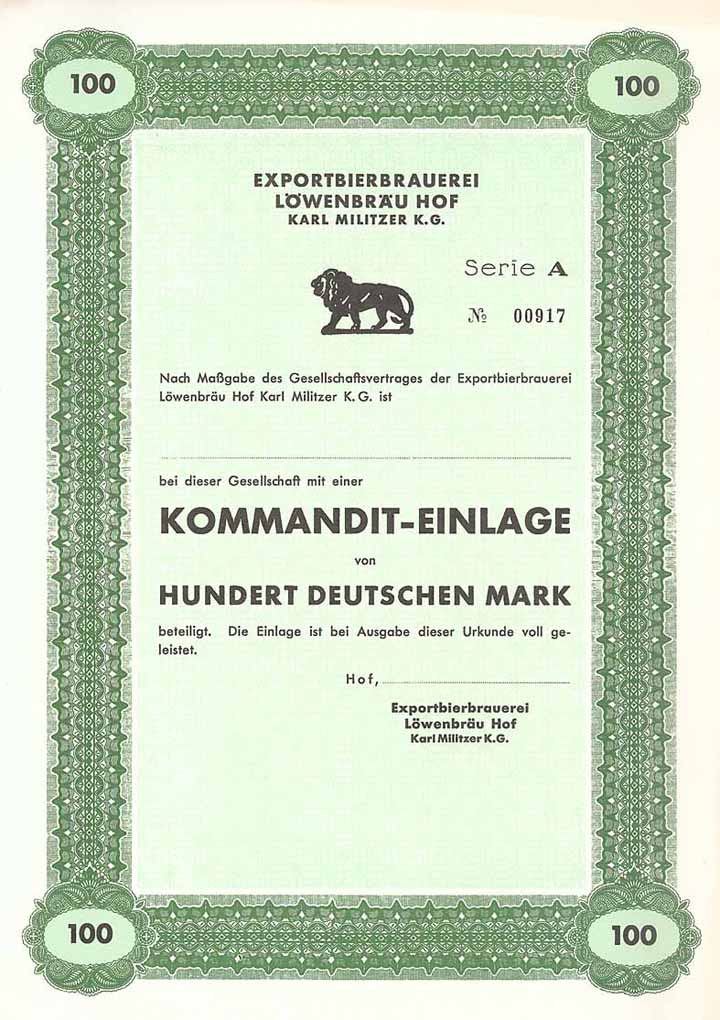 100
100
EXPORTBIERBRAUEREI
LÖWENBRÄU HOF
KARL MILITZER K.G.
Serie A
№ 00917
Nach Maßgabe des Gesellschaftsvertrages der Exportbierbrauerei
Löwenbräu Hof Karl Militzer K. G. ist
bei dieser Gesellschaft mit einer
KOMMANDIT-EINLAGE
von
HUNDERT DEUTSCHEN MARK
beteiligt. Die Einlage ist bei Ausgabe dieser Urkunde voll ge-
leistet.
Hof,
Exportbierbrauerei
Löwenbräu Hof
Karl Militzer K.G.
100
100